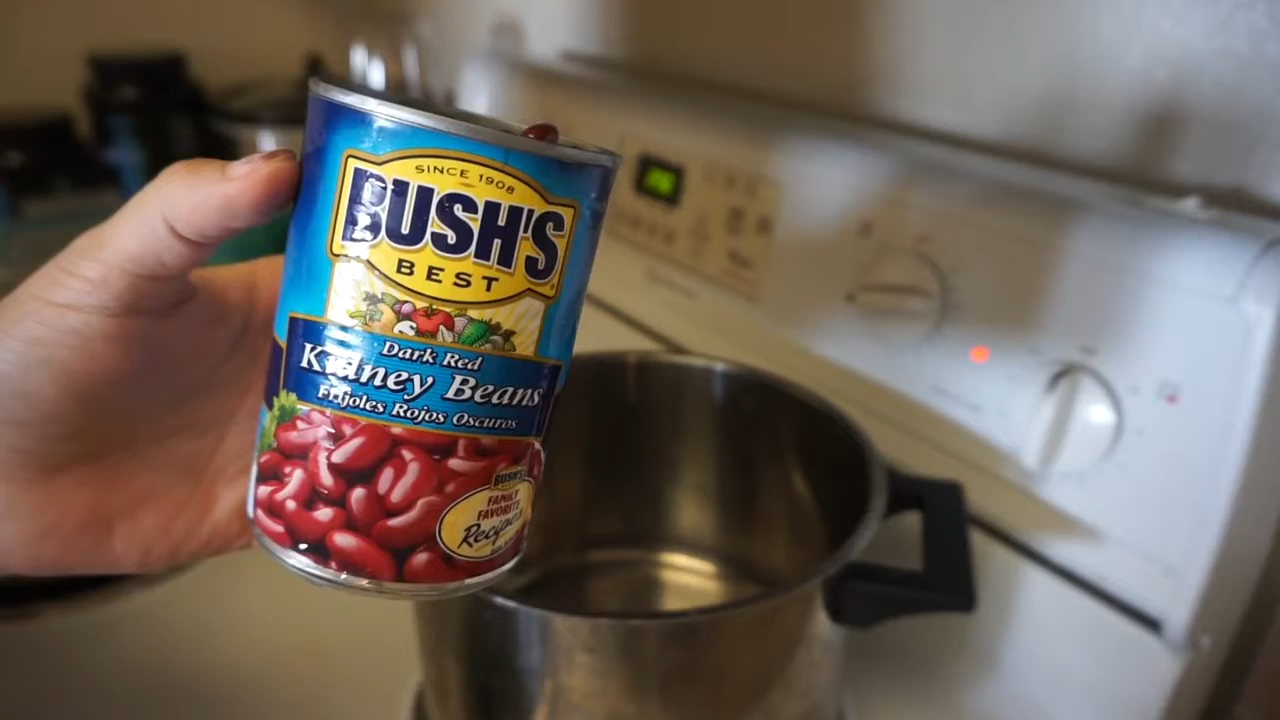 SINCE 1908
BUSH'S
BEST
Dark Red
Kidney Beans
Frijoles Rojos Oscuros
BUSH'S
FAMILY
FAVORITE
Recipes